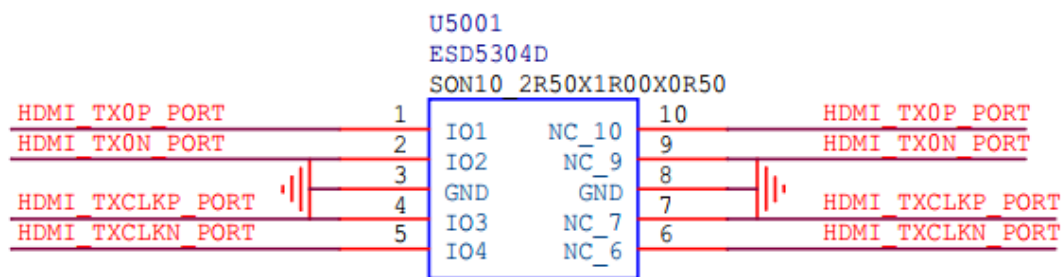 U5001
ESD5304D
SON10_2R50X1R00X0R50
HDMI_TX0P_PORT 1 IO1 NC_10 10 HDMI_TX0P_PORT
HDMI_TX0N_PORT 2 IO2 NC_9 9 HDMI_TX0N_PORT
3 GND GND 8
HDMI_TXCLKP_PORT 4 IO3 NC_7 7 HDMI_TXCLKP_PORT
HDMI_TXCLKN_PORT 5 IO4 NC_6 6 HDMI_TXCLKN_PORT